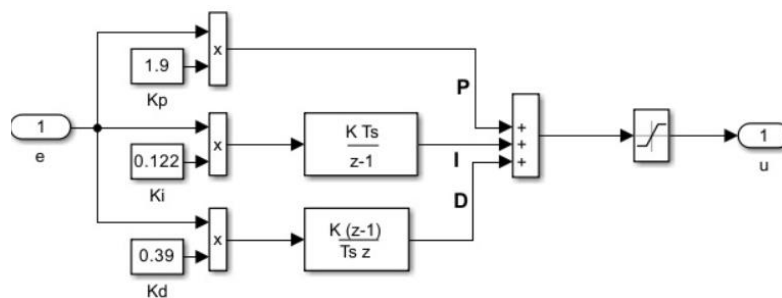 x
1.9
Kp
P
1
e
x
K Ts
z-1
+
+
+
1
u
0.122
Ki
I
D
x
K (z-1)
Ts z
0.39
Kd